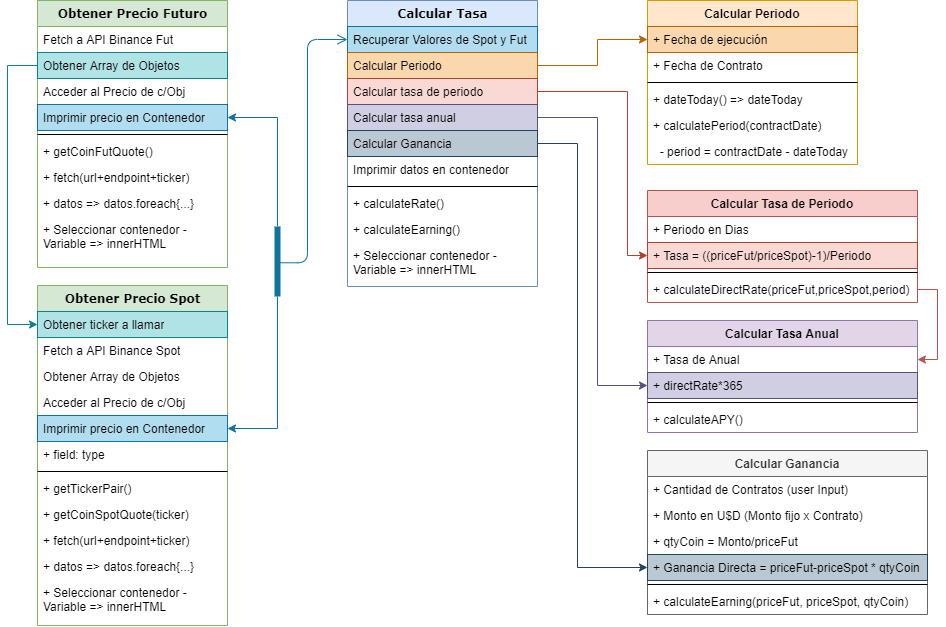 Obtener Precio Futuro
Fetch a API Binance Fut
Obtener Array de Objetos
Acceder al Precio de c/Obj
Imprimir precio en Contenedor
+ getCoinFutQuote()
+ fetch(url+endpoint+ticker)
+ datos => datos.foreach{...}
+ Seleccionar contenedor -
Variable => innerHTML
Obtener Precio Spot
Obtener ticker a llamar
Fetch a API Binance Spot
Obtener Array de Objetos
Acceder al Precio de c/Obj
Imprimir precio en Contenedor
+ field: type
+ getTickerPair()
+ getCoinSpotQuote(ticker)
+ fetch(url+endpoint+ticker)
+ datos => datos.foreach{...}
+ Seleccionar contenedor -
Variable => innerHTML
Calcular Tasa
Recuperar Valores de Spot y Fut
Calcular Periodo
Calcular tasa de periodo
Calcular tasa anual
Calcular Ganancia
Imprimir datos en contenedor
+ calculateRate()
+ calculateEarning()
+ Seleccionar contenedor -
Variable => innerHTML
Calcular Periodo
+ Fecha de ejecución
+ Fecha de Contrato
+ dateToday() => dateToday
+ calculatePeriod(contractDate)
- period = contractDate - dateToday
Calcular Tasa de Periodo
+ Periodo en Dias
+ Tasa = ((priceFut/priceSpot)-1)/Periodo
+ calculateDirectRate(priceFut,priceSpot,period)
Calcular Tasa Anual
+ Tasa de Anual
+ directRate*365
+ calculateAPY()
Calcular Ganancia
+ Cantidad de Contratos (user Input)
+ Monto en U$D (Monto fijo x Contrato)
+ qtyCoin = Monto/priceFut
+ Ganancia Directa = priceFut-priceSpot * qtyCoin
+ calculateEarning(priceFut, priceSpot, qtyCoin)